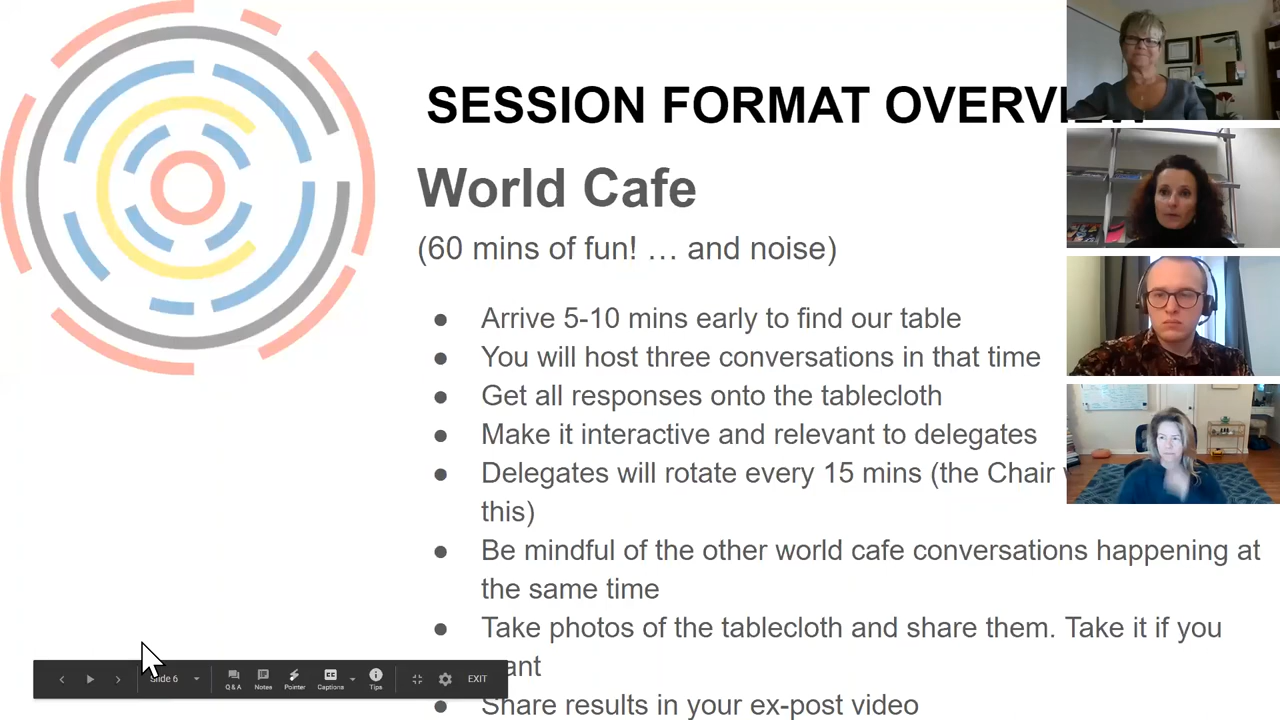 SESSION FORMAT OVERVIEW
World Cafe
(60 mins of fun! … and noise)
● Arrive 5-10 mins early to find our table
● You will host three conversations in that time
● Get all responses onto the tablecloth
● Make it interactive and relevant to delegates
● Delegates will rotate every 15 mins (the Chair
this)
● Be mindful of the other world cafe conversations happening at
the same time
● Take photos of the tablecloth and share them. Take it if you
ant
● Share results in your ex-post video
Slide 6
Q & A
Notes
Pointer
Captions
Tips
EXIT